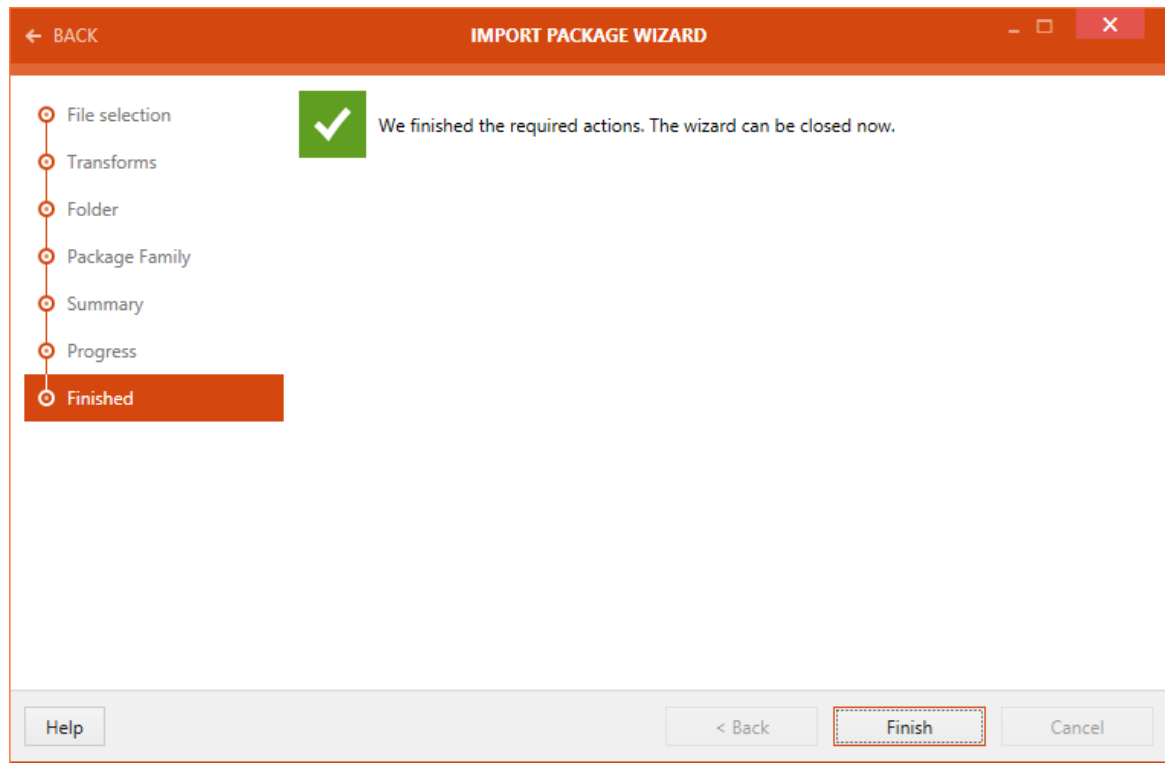 BACK
IMPORT PACKAGE WIZARD
File selection
Transforms
Folder
Package Family
Summary
Progress
Finished
We finished the required actions. The wizard can be closed now.
Help
< Back
Finish
Cancel